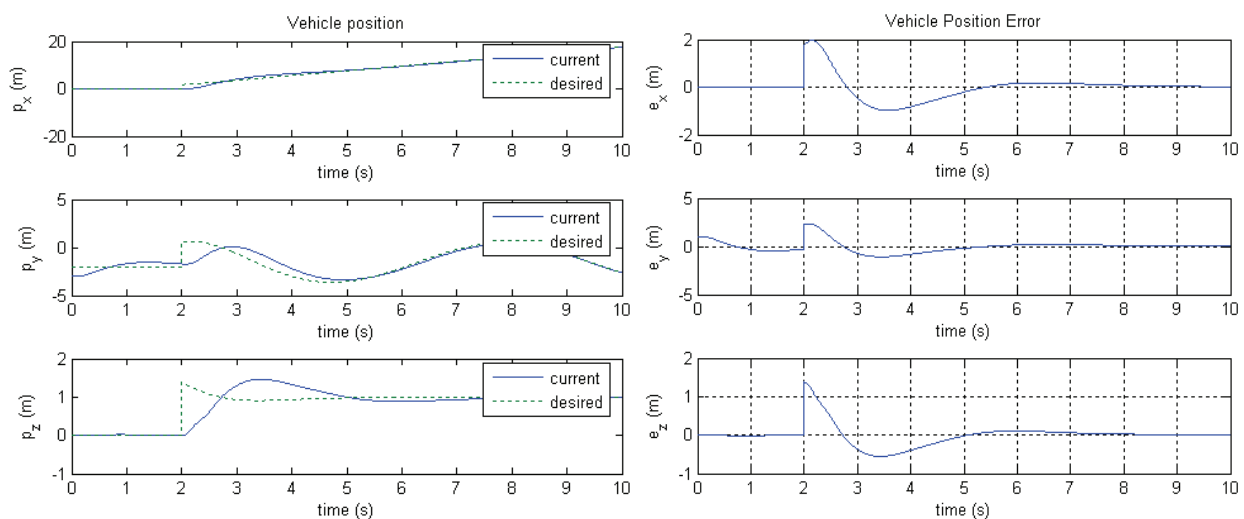 Vehicle position
20
0
-20
p_x (m)
current
desired
0 1 2 3 4 5 6 7 8 9 10
time (s)
5
0
-5
p_y (m)
current
desired
0 1 2 3 4 5 6 7 8 9 10
time (s)
2
1
0
-1
p_z (m)
current
desired
0 1 2 3 4 5 6 7 8 9 10
time (s)
Vehicle Position Error
2
0
-2
e_x (m)
0 1 2 3 4 5 6 7 8 9 10
time (s)
5
0
-5
e_y (m)
0 1 2 3 4 5 6 7 8 9 10
time (s)
2
1
0
-1
e_z (m)
0 1 2 3 4 5 6 7 8 9 10
time (s)